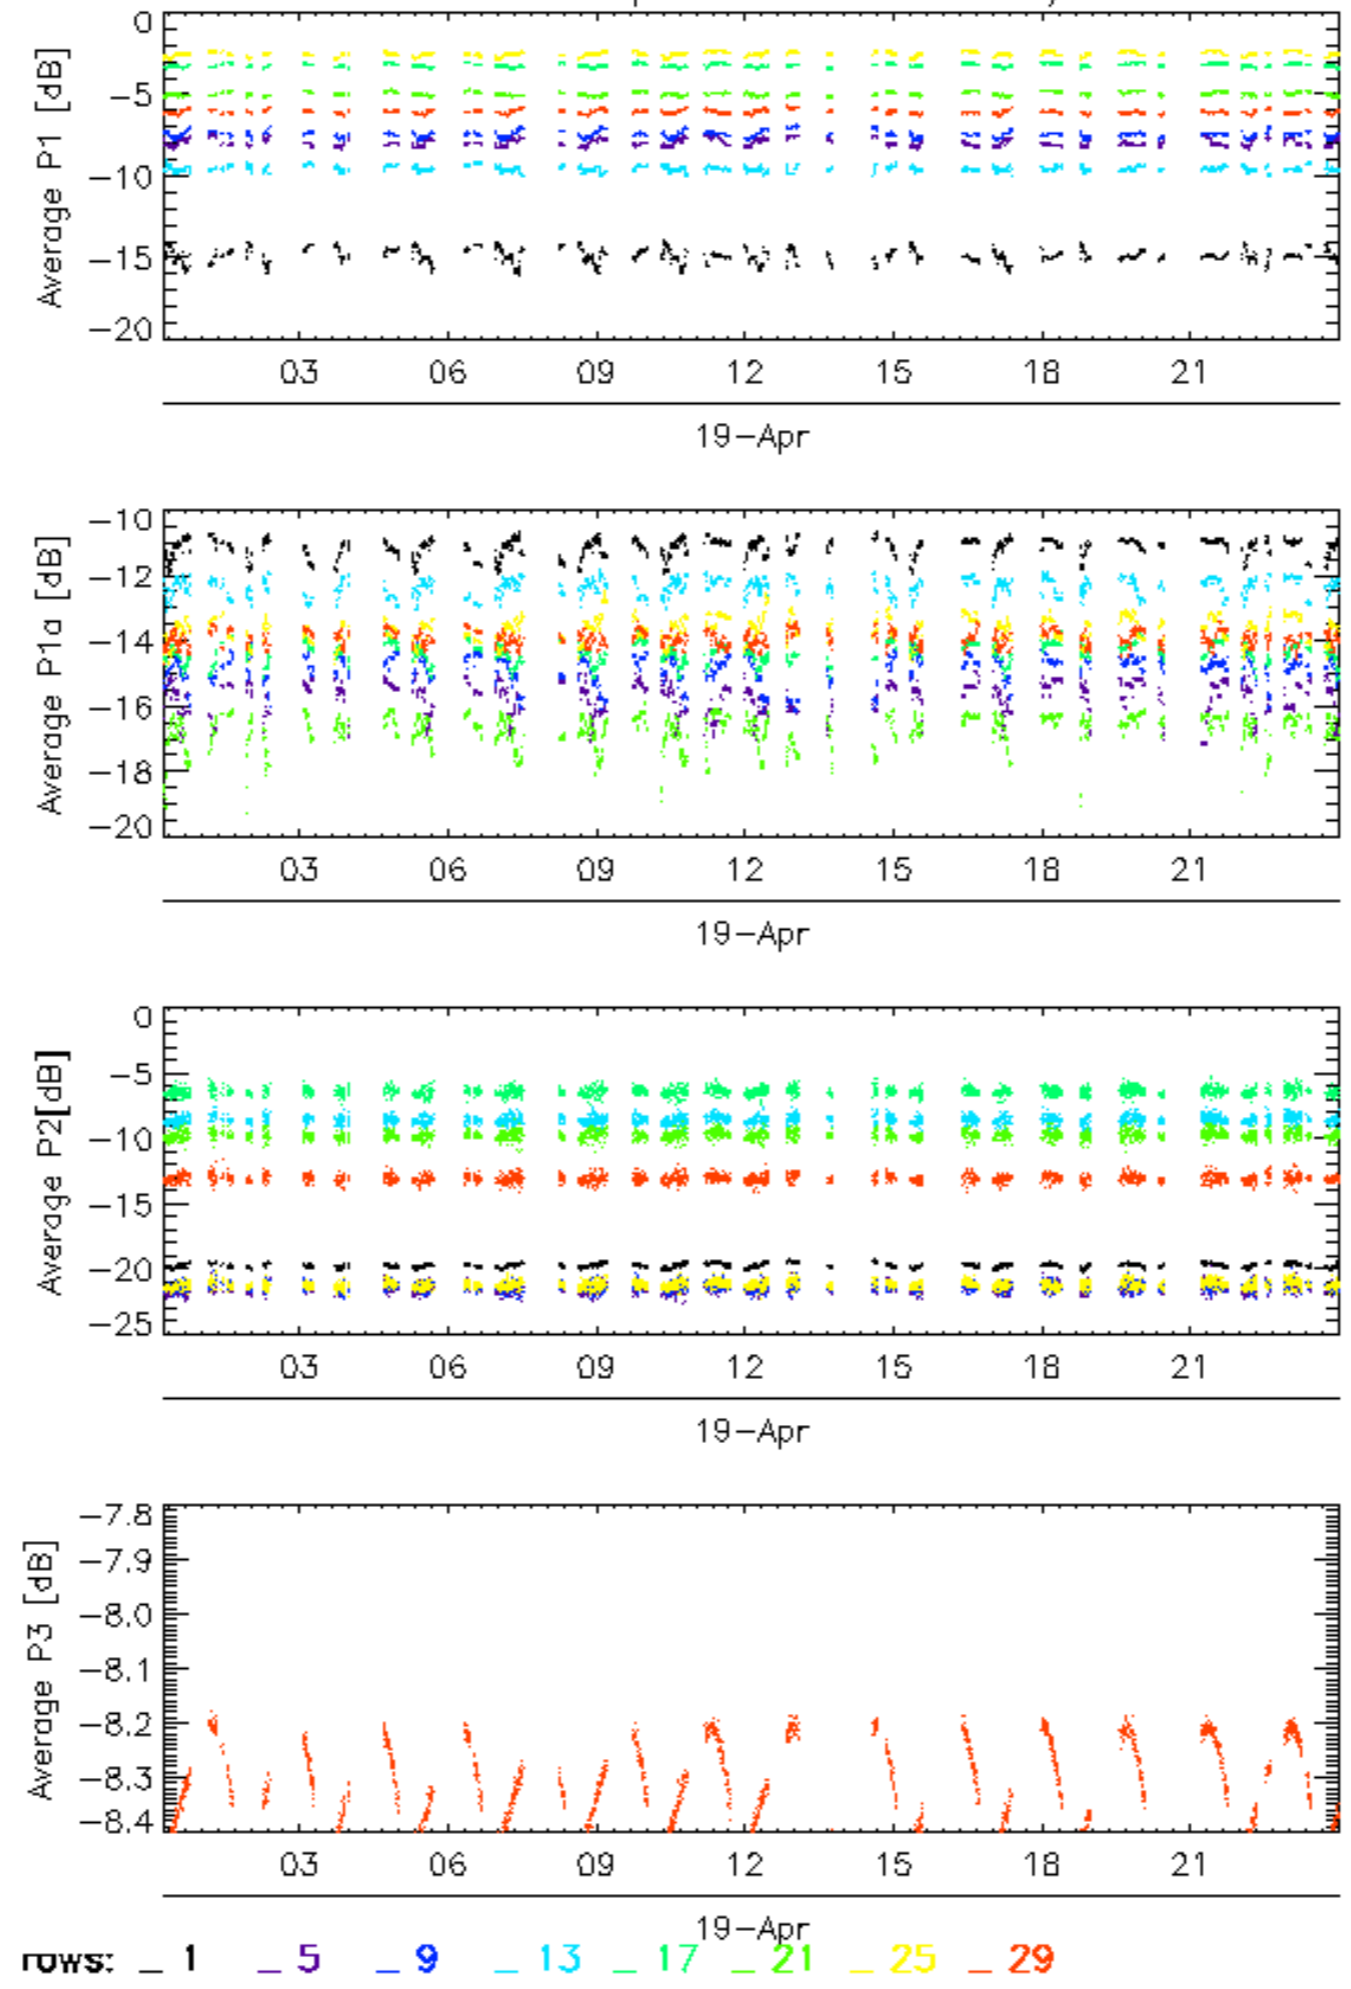 0
−5
−10
−15
−20
Average P1 [dB]
03 06 09 12 15 18 21
19−Apr
−10
−12
−14
−16
−18
−20
Average P1a [dB]
03 06 09 12 15 18 21
19−Apr
0
−5
−10
−15
−20
−25
Average P2[dB]
03 06 09 12 15 18 21
19−Apr
−7.8
−7.9
−8.0
−8.1
−8.2
−8.3
−8.4
Average P3 [dB]
03 06 09 12 15 18 21
19−Apr
rows: _ 1 _ 5 _ 9 _ 13 _ 17 _ 21 _ 25 _ 29